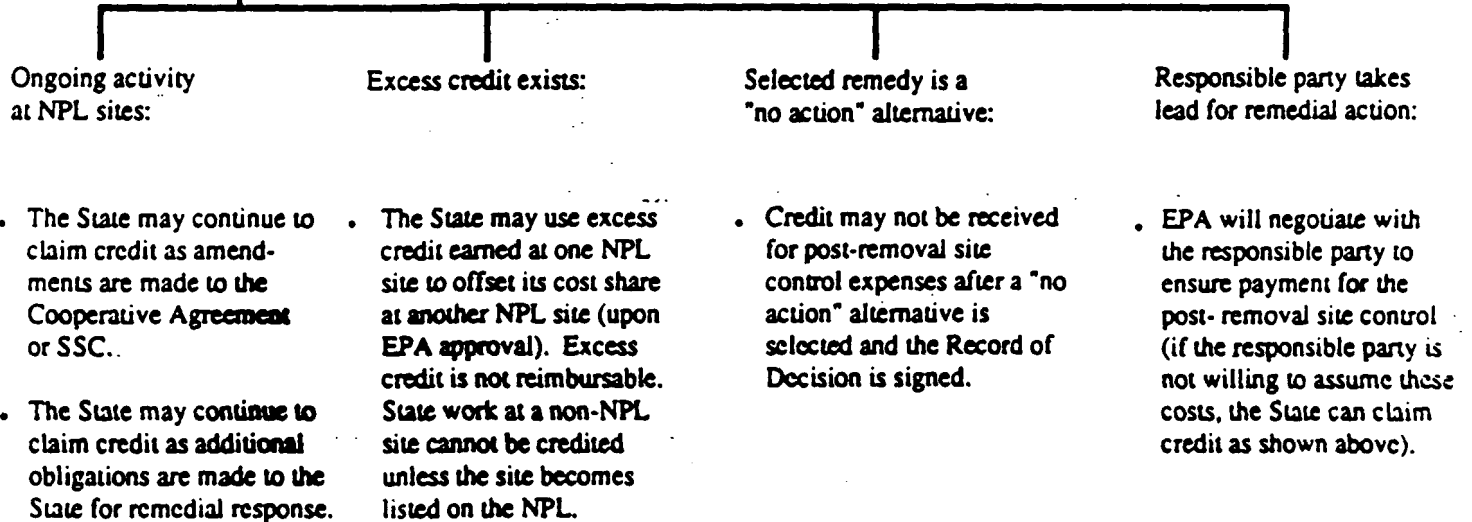 Ongoing activity
at NPL sites:
• The State may continue to
claim credit as amend-
ments are made to the
Cooperative Agreement
or SSC.
• The State may continue to
claim credit as additional
obligations are made to the
State for remedial response.
Excess credit exists:
• The State may use excess
credit earned at one NPL
site to offset its cost share
at another NPL site (upon
EPA approval). Excess
credit is not reimbursable.
State work at a non-NPL
site cannot be credited
unless the site becomes
listed on the NPL.
Selected remedy is a
"no action" alternative:
• Credit may not be received
for post-removal site
control expenses after a "no
action" alternative is
selected and the Record of
Decision is signed.
Responsible party takes
lead for remedial action:
• EPA will negotiate with
the responsible party to
ensure payment for the
post- removal site control
(if the responsible party is
not willing to assume these
costs, the State can claim
credit as shown above).